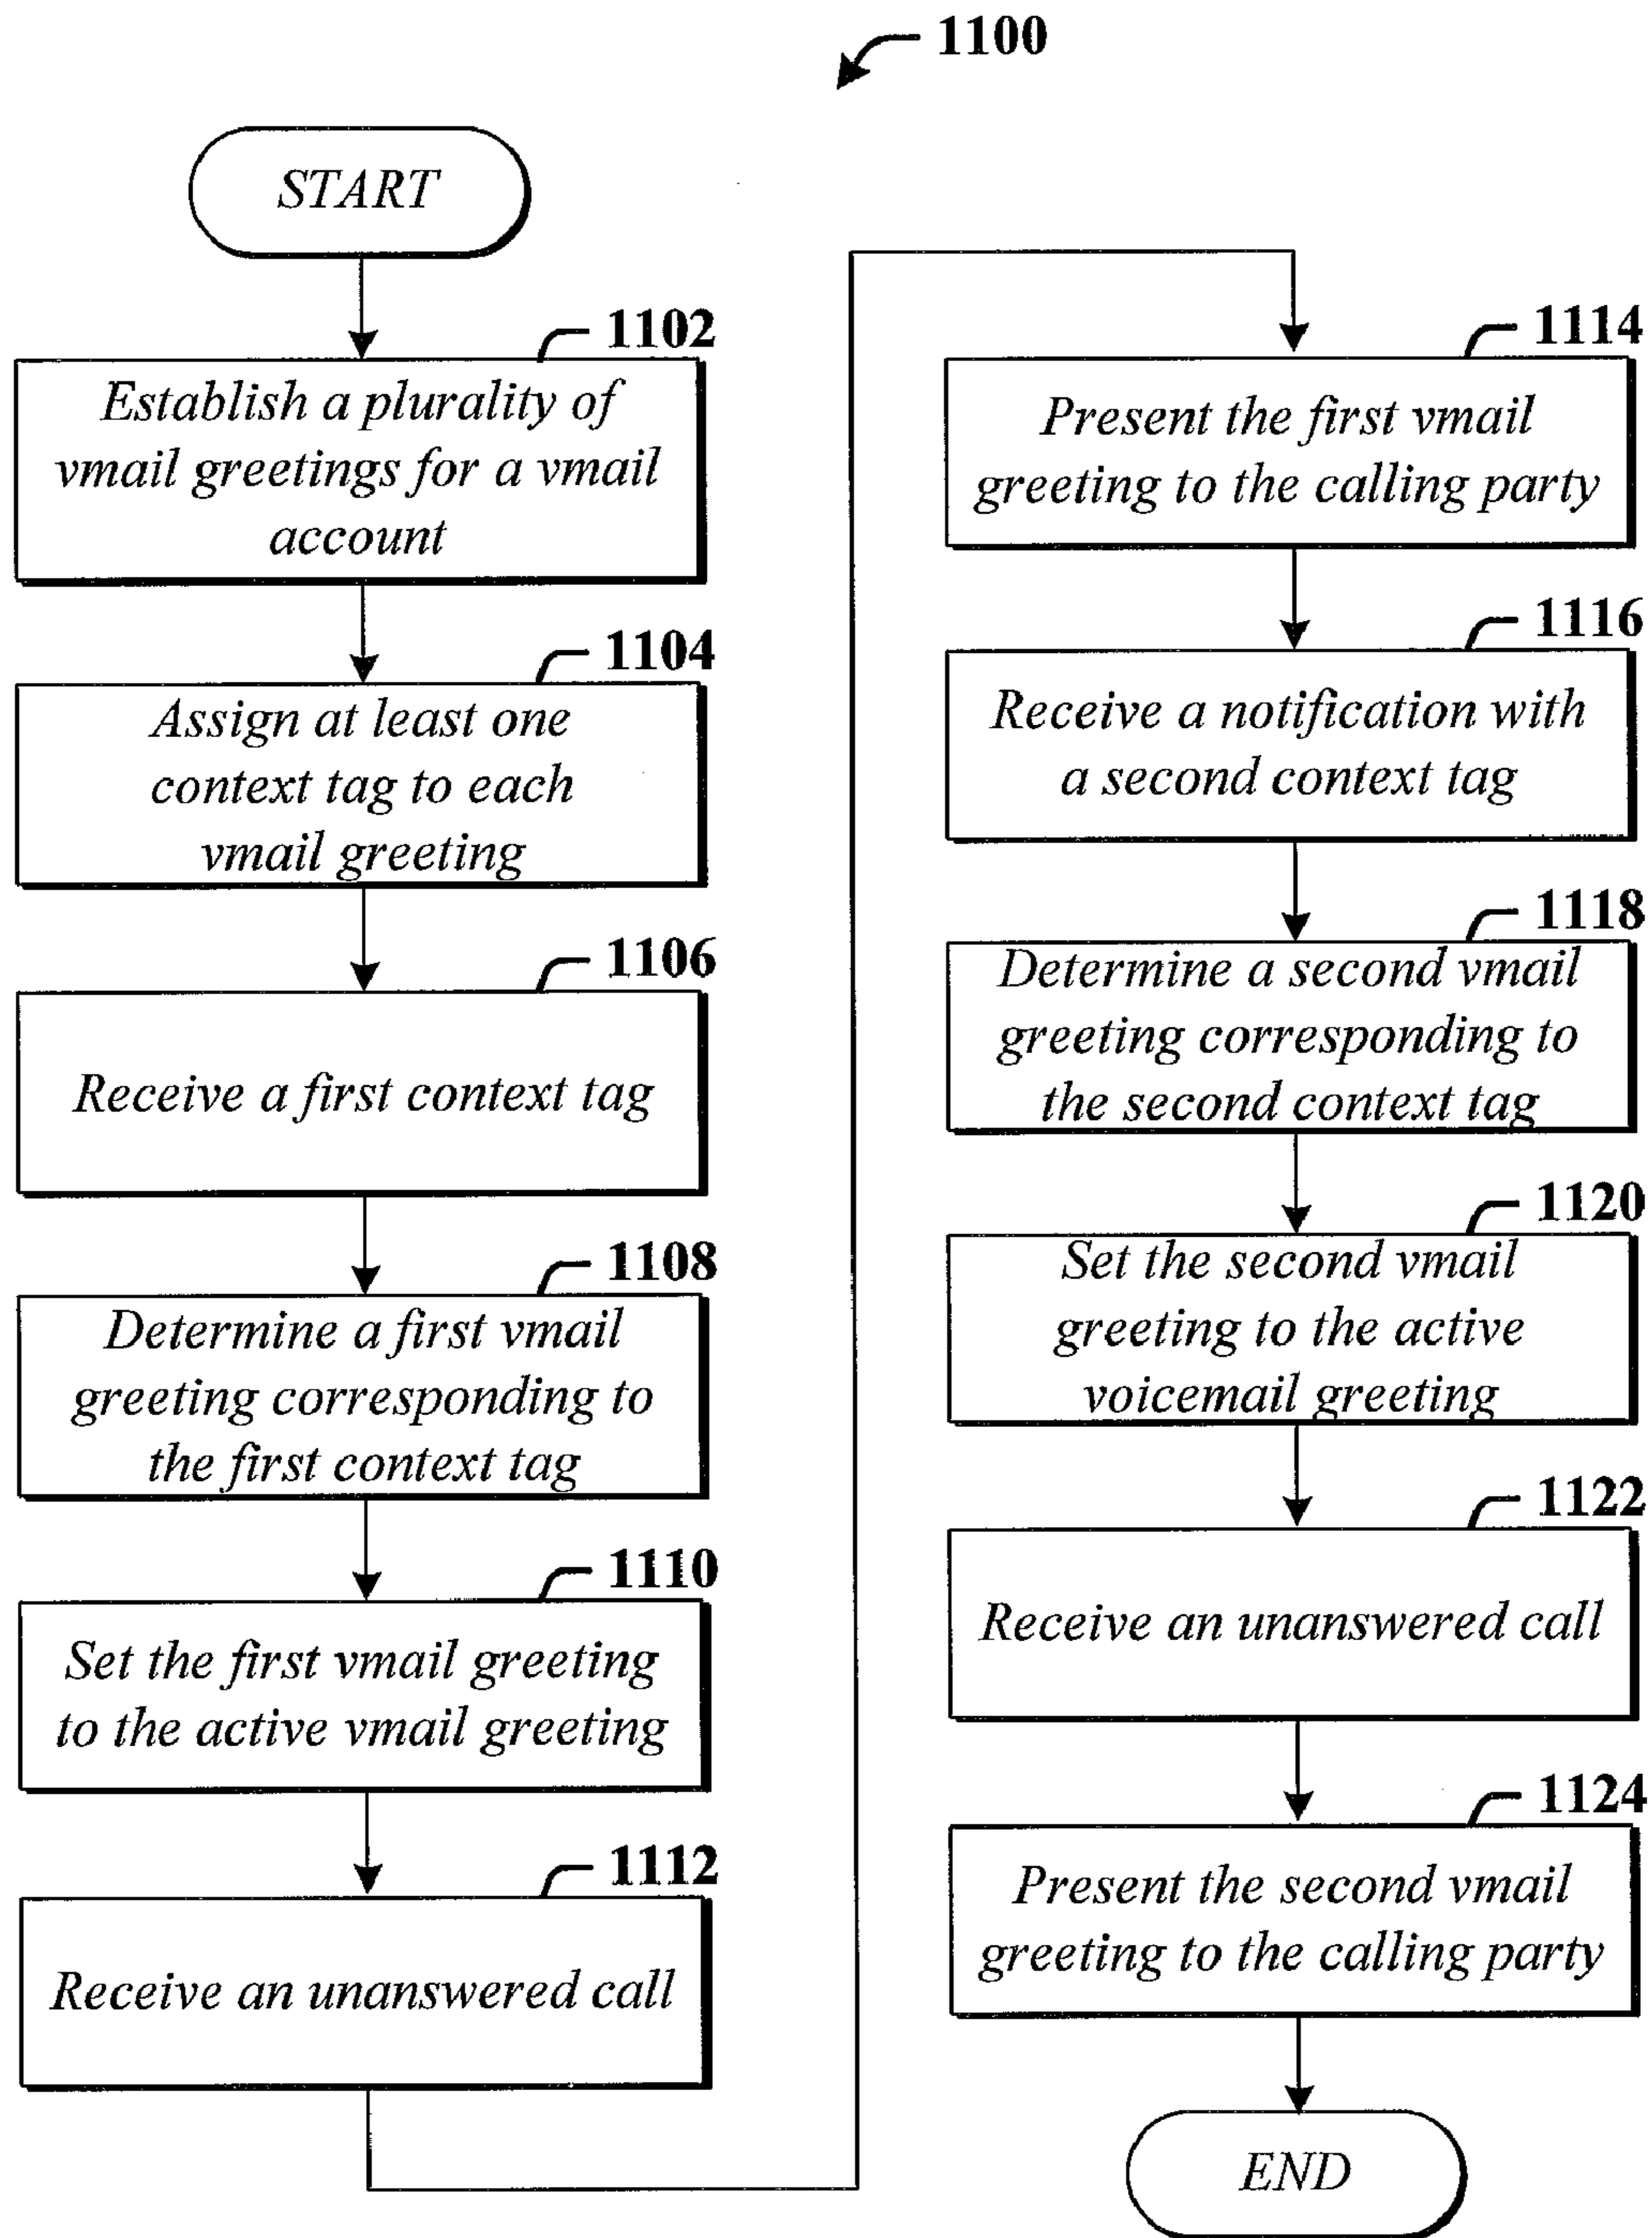 1100
START
1102
Establish a plurality of
vmail greetings for a vmail
account
1104
Assign at least one
context tag to each
vmail greeting
1106
Receive a first context tag
1108
Determine a first vmail
greeting corresponding to
the first context tag
1110
Set the first vmail greeting
to the active vmail greeting
1112
Receive an unanswered call
1114
Present the first vmail
greeting to the calling party
1116
Receive a notification with
a second context tag
1118
Determine a second vmail
greeting corresponding to
the second context tag
1120
Set the second vmail
greeting to the active
voicemail greeting
1122
Receive an unanswered call
1124
Present the second vmail
greeting to the calling party
END